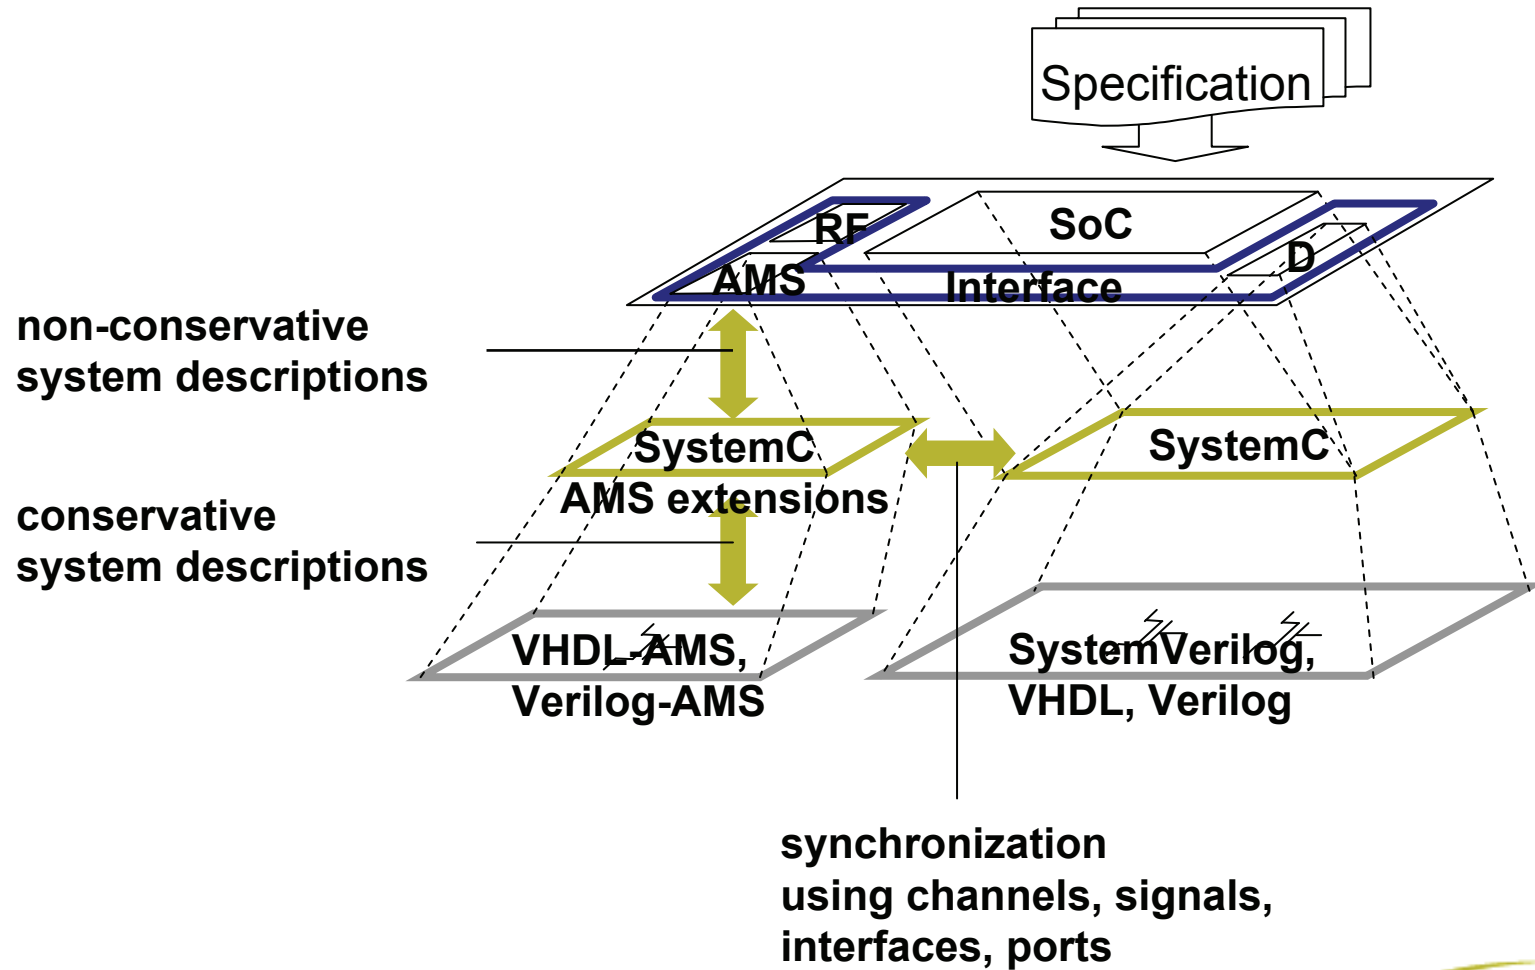 Specification
RF
SoC
D
AMS
Interface
non-conservative
system descriptions
SystemC
AMS extensions
SystemC
conservative
system descriptions
VHDL-AMS,
Verilog-AMS
SystemVerilog,
VHDL, Verilog
synchronization
using channels, signals,
interfaces, ports